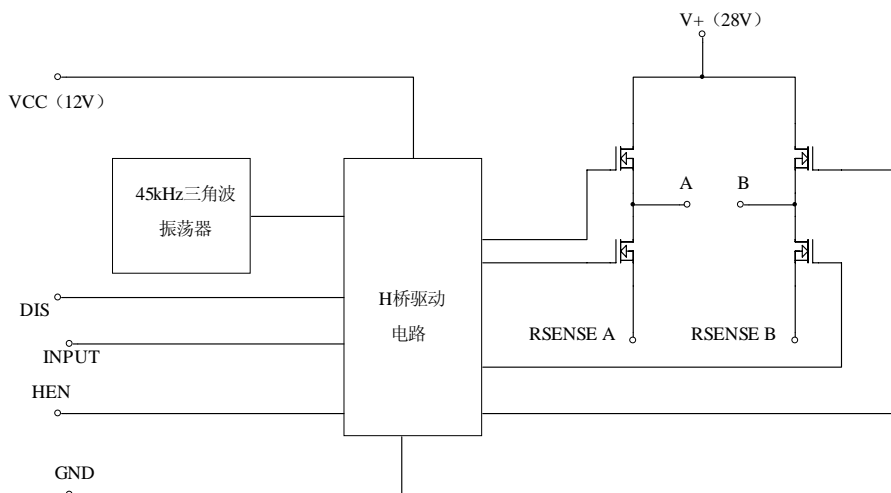 V+（28V）
VCC（12V）
45kHz三角波
振荡器
A
B
H桥驱动
电路
DIS
INPUT
HEN
RSENSE A
RSENSE B
GND